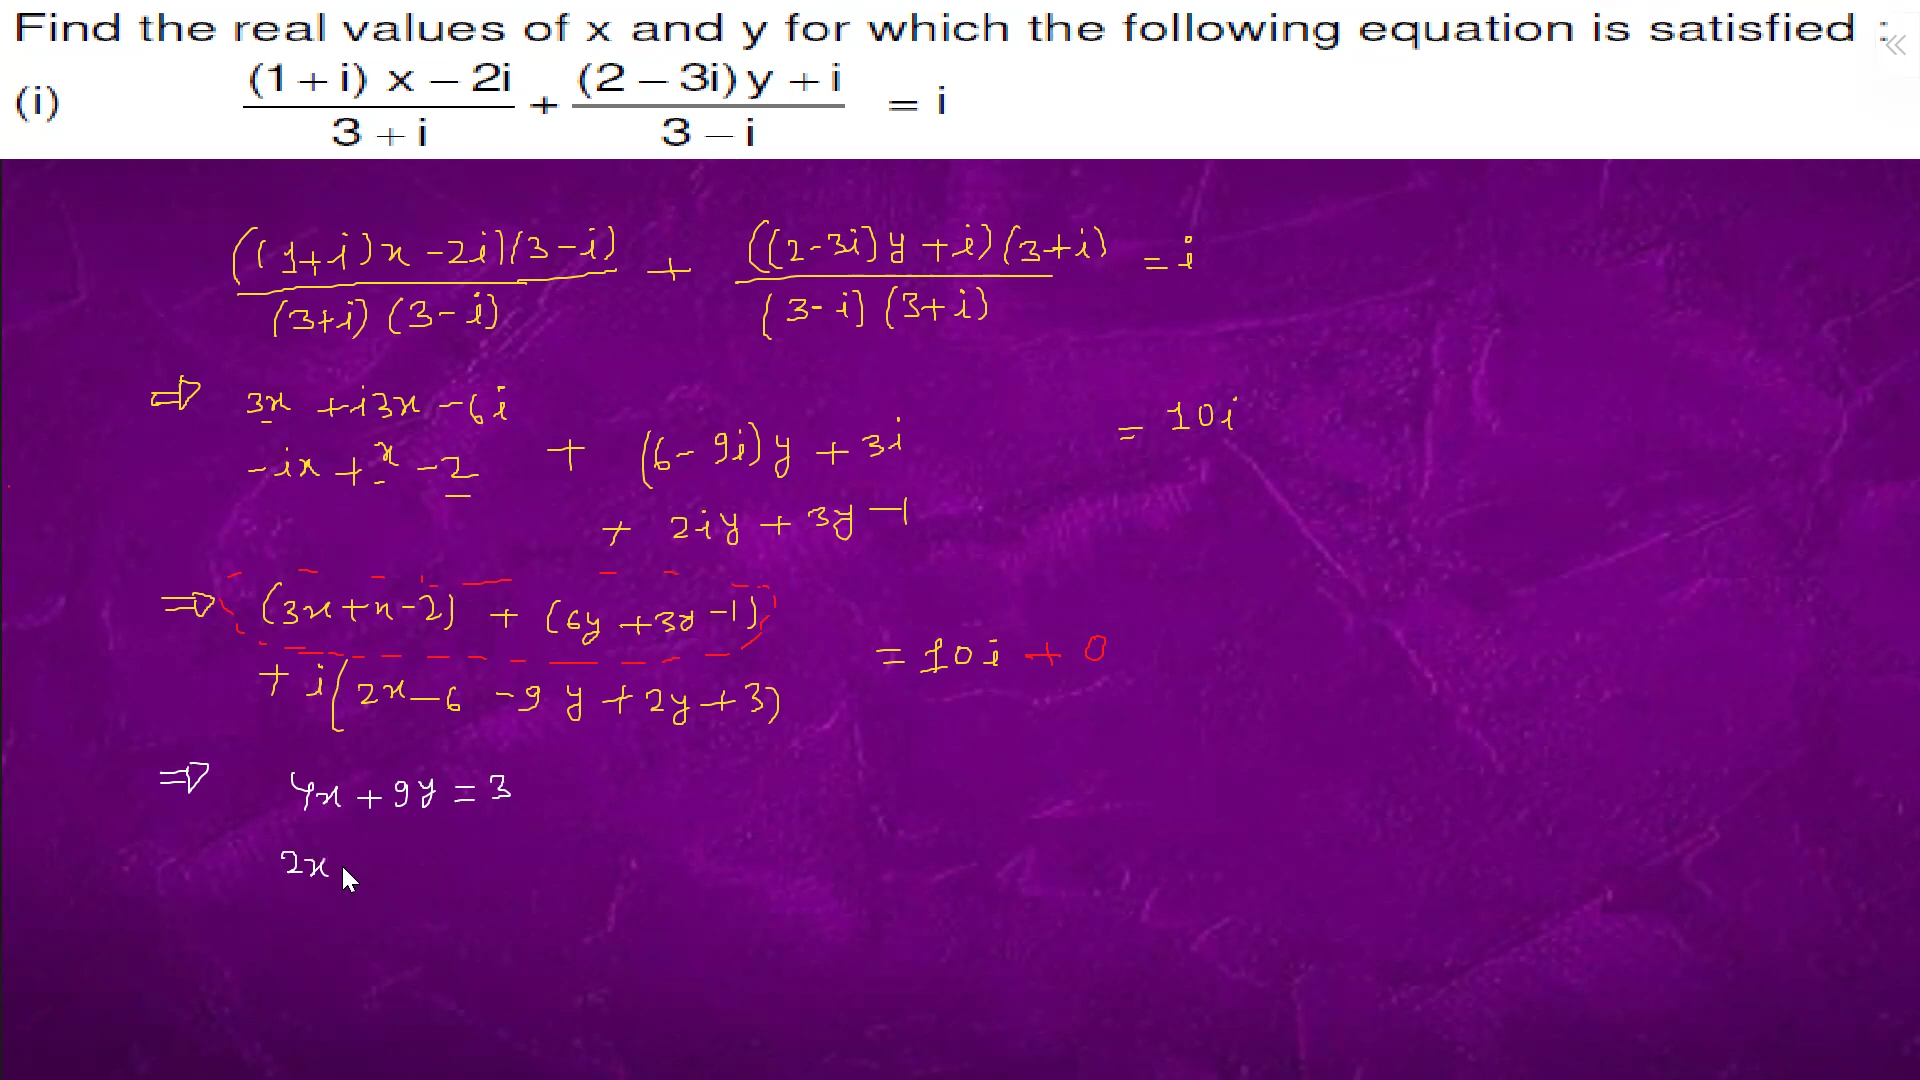 Find the real values of x and y for which the following equation is satisfied :
(i) ((1 + i) x – 2i)/(3 + i) + ((2 – 3i) y + i)/(3 – i) = i
((1+i)x -2i)(3-i)/(3+i)(3-i) + ((2-3i)y +i)(3+i)/(3-i)(3+i) = i
⇒ 3x +i3x -6i
-ix + x -2 + (6-9i)y + 3i = 10i
+ 2iy + 3y -1
⇒ (3x+x-2) + (6y +3y -1)
+ i(2x-6 -9y +2y +3) = 10i + 0
⇒ 4x + 9y = 3
2x